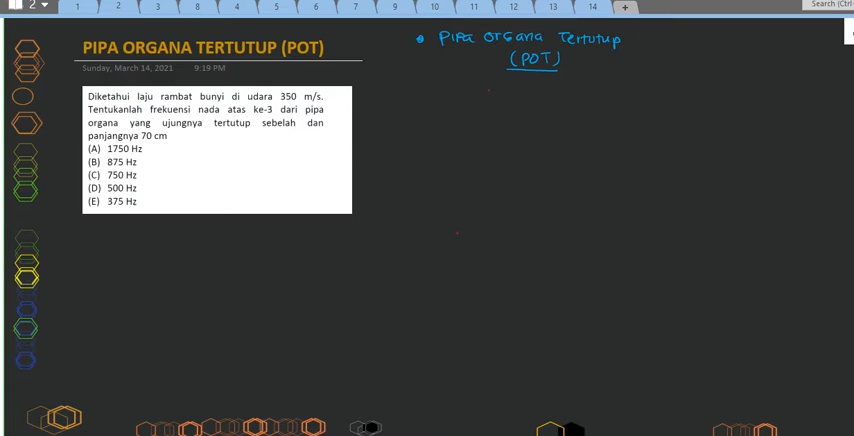 2
1 2 3 8 4 5 6 7 9 10 11 12 13 14 +
Search (Ctrl
PIPA ORGANA TERTUTUP (POT)
Sunday, March 14, 2021 9:19 PM
Diketahui laju rambat bunyi di udara 350 m/s.
Tentukanlah frekuensi nada atas ke-3 dari pipa
organa yang ujungnya tertutup sebelah dan
panjangnya 70 cm
(A) 1750 Hz
(B) 875 Hz
(C) 750 Hz
(D) 500 Hz
(E) 375 Hz
Pipa organa Tertutup
(POT)